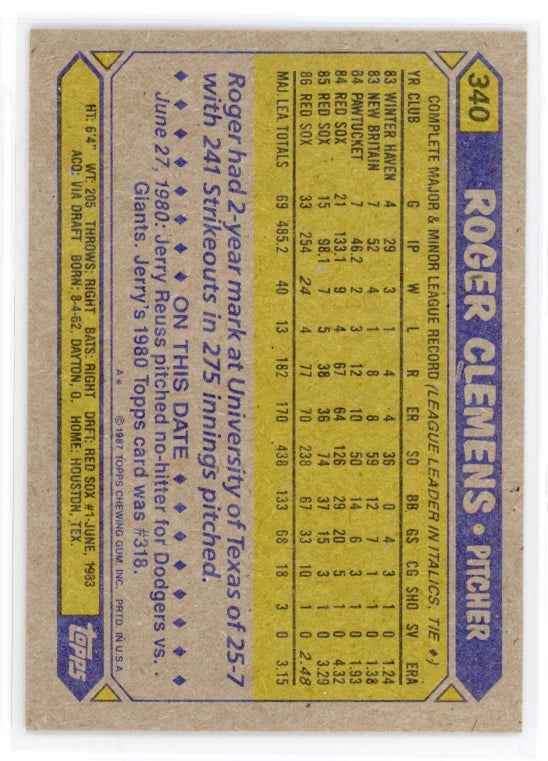 340 ROGER CLEMENS • PITCHER
COMPLETE MAJOR & MINOR LEAGUE RECORD (LEAGUE LEADER IN ITALICS, TIE ♦)
YR CLUB G IP W L R ER SO BB GS CG SHO SV ERA
83 WINTER HAVEN 4 29 3 1 4 4 36 0 4 3 1 0 1.24
83 NEW BRITAIN 7 52 4 1 8 8 59 12 7 1 1 0 1.38
84 PAWTUCKET 7 46.2 2 3 12 10 50 14 6 3 1 0 1.93
84 RED SOX 21 133.1 9 4 67 64 126 29 20 5 1 0 4.32
85 RED SOX 15 98.1 7 5 38 36 74 37 15 3 1 0 3.29
86 RED SOX 33 254 24 4 77 70 238 67 33 10 1 0 2.48
MAJ. LEA. TOTALS 69 485.2 40 13 182 170 438 133 68 18 3 0 3.15
Roger had 2-year mark at University of Texas of 25-7
with 241 Strikeouts in 275 innings pitched.
♦ ♦ ♦ ♦ ♦ ♦ ON THIS DATE ♦ ♦ ♦ ♦ ♦ ♦
June 27, 1980: Jerry Reuss pitched no-hitter for Dodgers vs.
Giants. Jerry's 1980 Topps card was #318.
A* ©1987 TOPPS CHEWING GUM, INC. PRTD. IN U.S.A.
HT: 6'4" WT: 205 THROWS: RIGHT BATS: RIGHT DRFT: RED SOX #1-JUNE, 1983
ACQ: VIA DRAFT BORN: 8-4-62, DAYTON, O. HOME: HOUSTON, TEX.
TOPPS